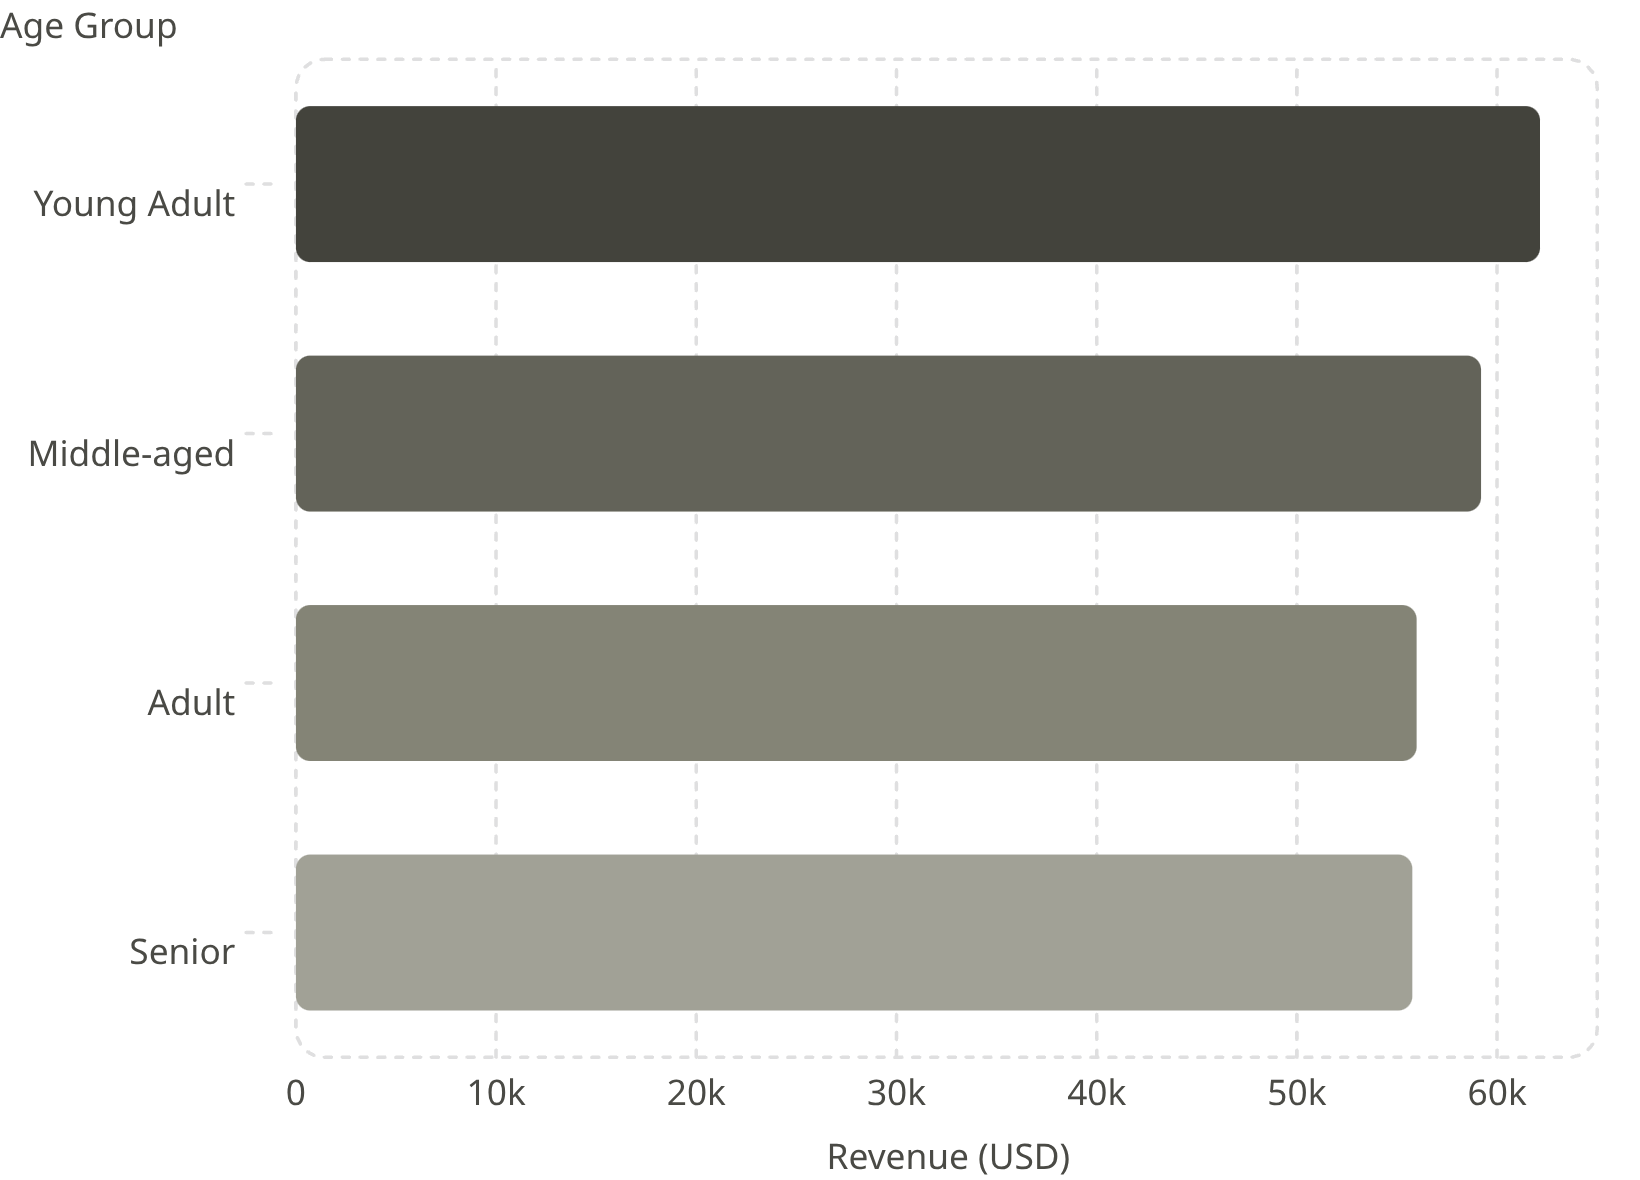 Age Group
Young Adult
Middle-aged
Adult
Senior
0 10k 20k 30k 40k 50k 60k
Revenue (USD)